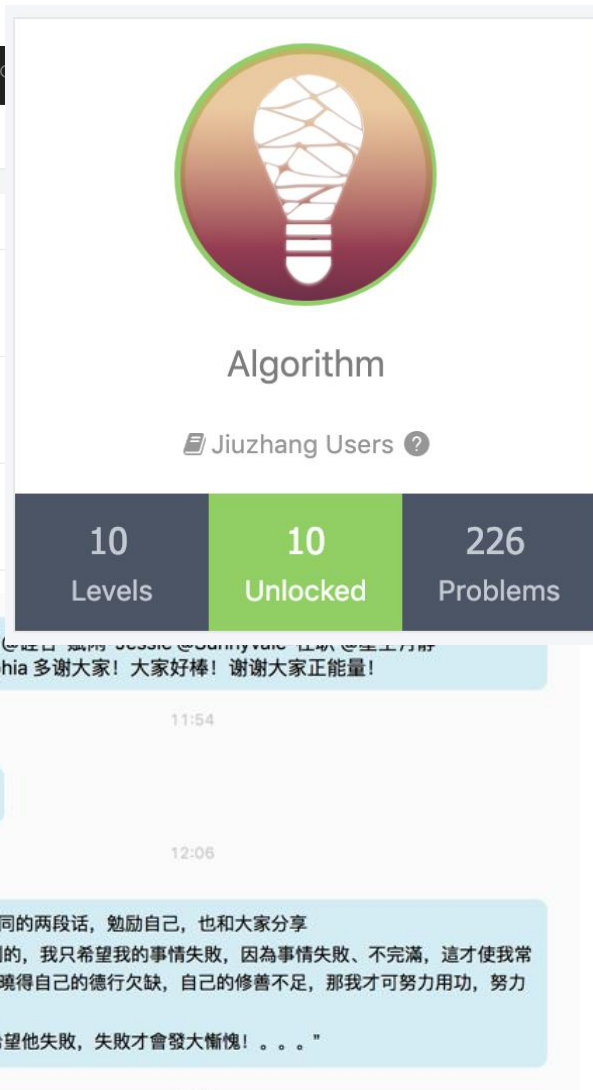 Algorithm
Jiuzhang Users ?
10
10
226
Levels
Unlocked
Problems
hia 多谢大家！大家好棒！谢谢大家正能量！
11:54
12:06
同的两段话，勉励自己，也和大家分享
的，我只希望我的事情失敗，因為事情失敗、不完滿，這才使我常
曉得自己的德行欠缺，自己的修善不足，那我才可努力用功，努力
望他失敗，失敗才會發大慚愧！。。。”